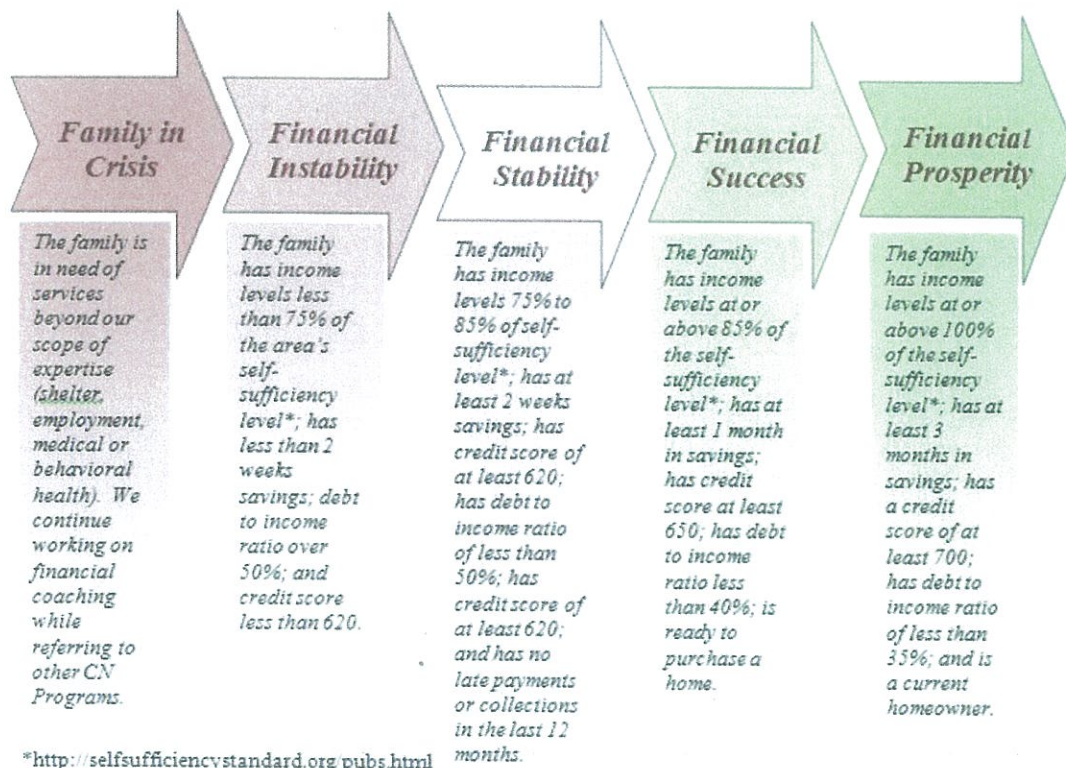 Family in
Crisis
The family is
in need of
services
beyond our
scope of
expertise
(shelter,
employment,
medical or
behavioral
health). We
continue
working on
financial
coaching
while
referring to
other CN
Programs.
Financial
Instability
The family
has income
levels less
than 75% of
the area's
self-
sufficiency
level*; has
less than 2
weeks
savings; debt
to income
ratio over
50%; and
credit score
less than 620.
Financial
Stability
The family
has income
levels 75% to
85% of self-
sufficiency
level*; has at
least 2 weeks
savings; has
credit score of
at least 620;
has debt to
income ratio
of less than
50%; has
credit score of
at least 620;
and has no
late payments
or collections
in the last 12
months.
Financial
Success
The family
has income
levels at or
above 85% of
the self-
sufficiency
level*; has at
least 1 month
in savings;
has credit
score at least
650; has debt
to income
ratio less
than 40%; is
ready to
purchase a
home.
Financial
Prosperity
The family
has income
levels at or
above 100%
of the self-
sufficiency
level*; has at
least 3
months in
savings; has
a credit
score of at
least 700;
has debt to
income ratio
of less than
35%; and is
a current
homeowner.
*http://selfsufficiencystandard.org/pubs.html